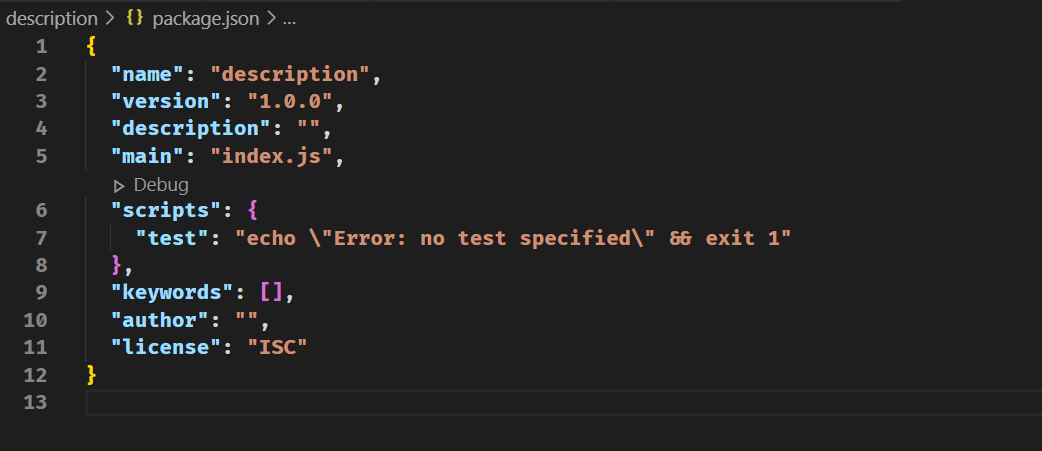 description > {} package.json > ...
1 {
2 "name": "description",
3 "version": "1.0.0",
4 "description": "",
5 "main": "index.js",
Debug
6 "scripts": {
7 "test": "echo \"Error: no test specified\" && exit 1"
8 },
9 "keywords": [],
10 "author": "",
11 "license": "ISC"
12 }
13